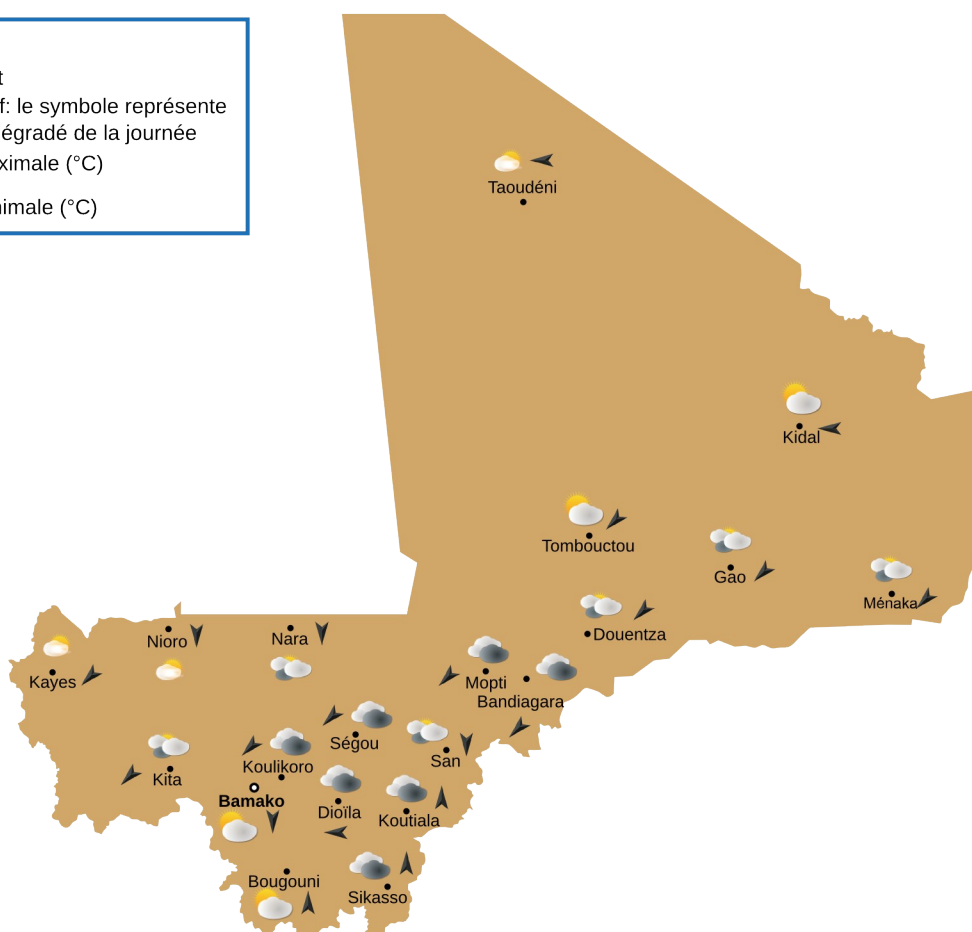 t
f: le symbole représente
égradé de la journée
ximale (°C)
imale (°C)
Taoudéni
Kidal
Tombouctou
Gao
Ménaka
Douentza
Nioro
Nara
Kayes
Mopti
Bandiagara
Ségou
San
Koulikoro
Kita
Bamako
Dioïla
Koutiala
Bougouni
Sikasso